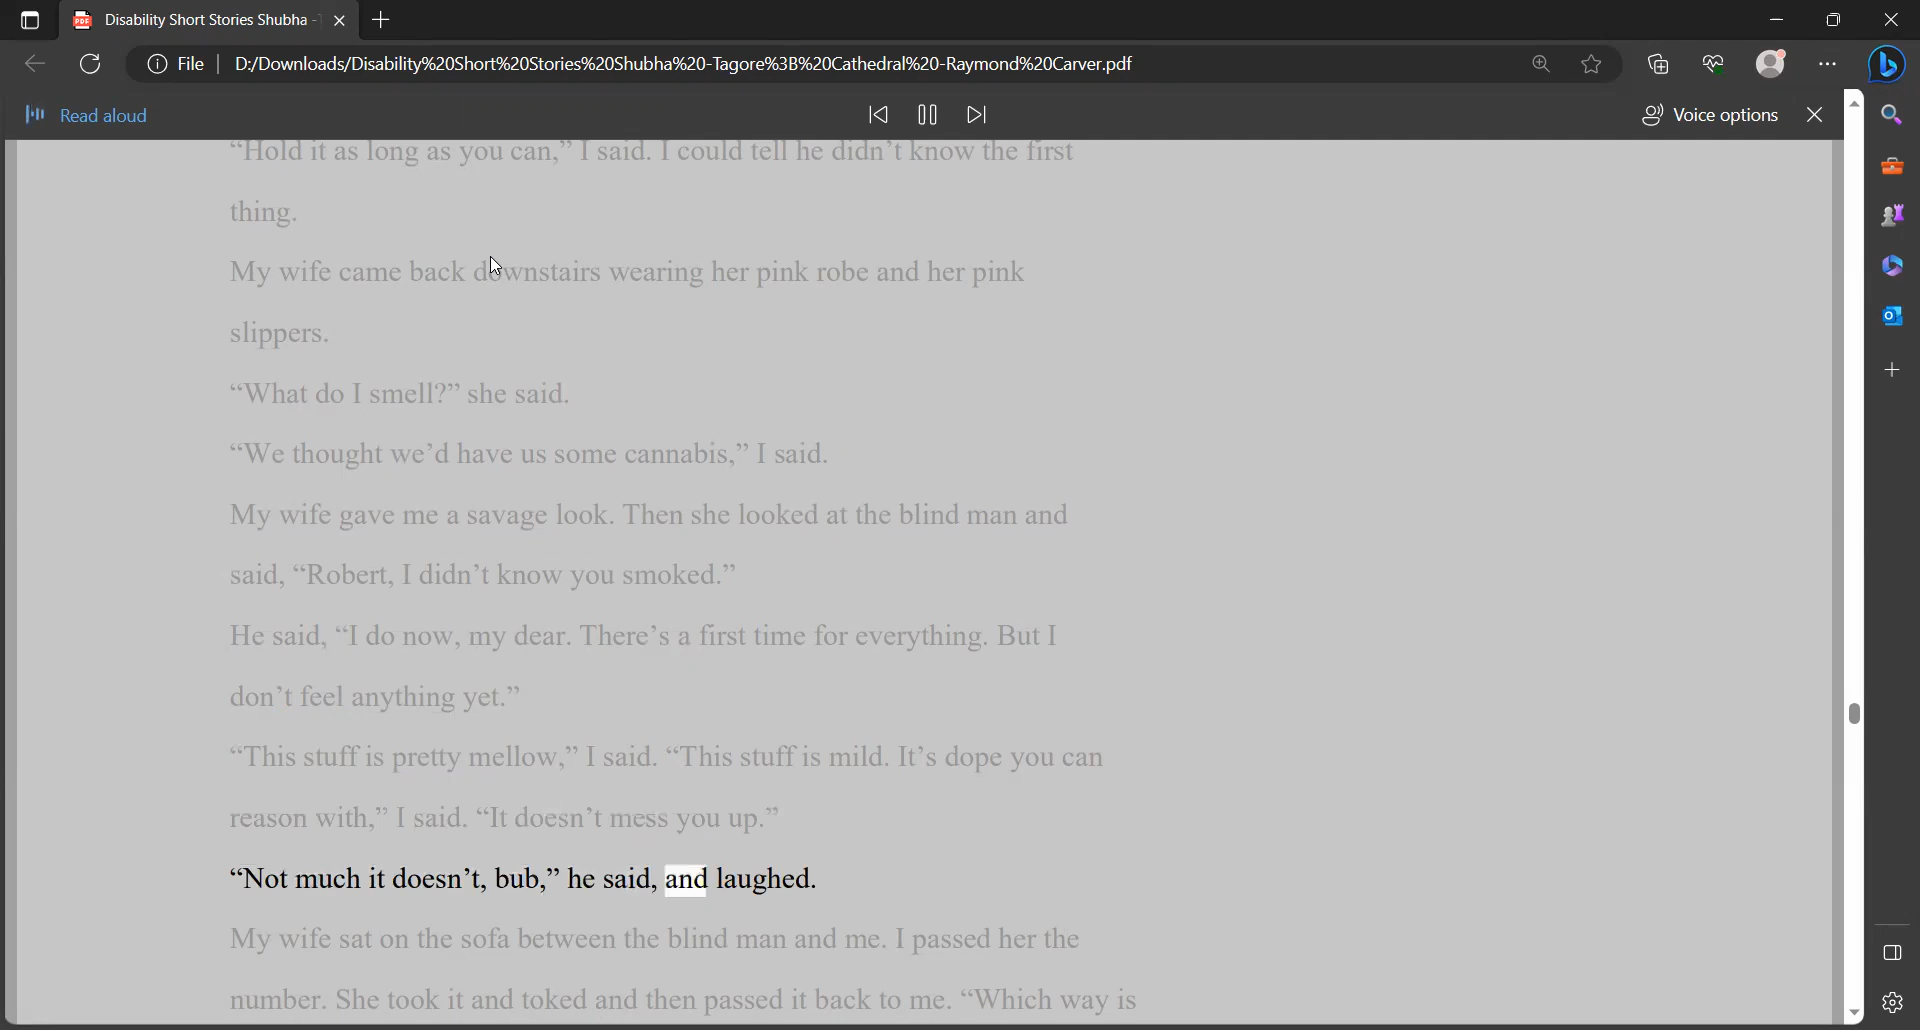 Disability Short Stories Shubha -
File
D:/Downloads/Disability%20Short%20Stories%20Shubha%20-Tagore%3B%20Cathedral%20-Raymond%20Carver.pdf
Read aloud
Voice options
“Hold it as long as you can,” I said. I could tell he didn’t know the first
thing.
My wife came back downstairs wearing her pink robe and her pink
slippers.
“What do I smell?” she said.
“We thought we’d have us some cannabis,” I said.
My wife gave me a savage look. Then she looked at the blind man and
said, “Robert, I didn’t know you smoked.”
He said, “I do now, my dear. There’s a first time for everything. But I
don’t feel anything yet.”
“This stuff is pretty mellow,” I said. “This stuff is mild. It’s dope you can
reason with,” I said. “It doesn’t mess you up.”
“Not much it doesn’t, bub,” he said, and laughed.
My wife sat on the sofa between the blind man and me. I passed her the
number. She took it and toked and then passed it back to me. “Which way is